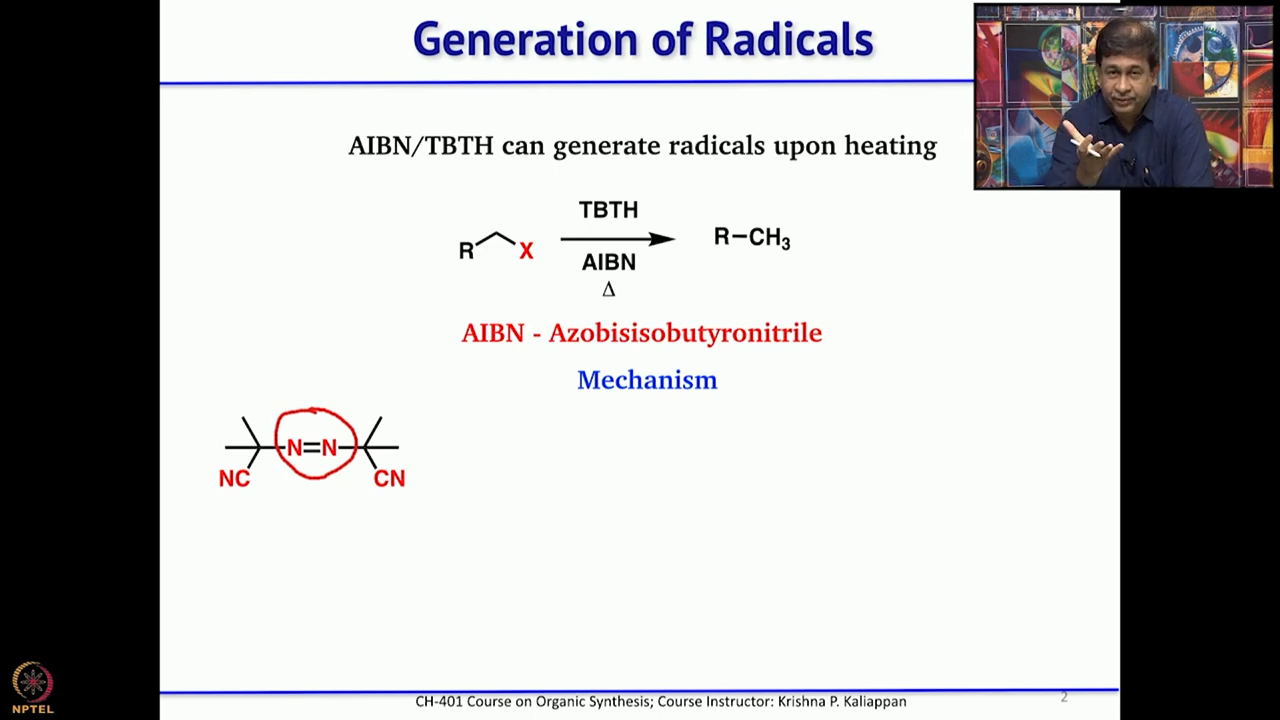 Generation of Radicals
AIBN/TBTH can generate radicals upon heating
TBTH
R X
R–CH₃
AIBN
Δ
AIBN - Azobisisobutyronitrile
Mechanism
N=N
NC CN
CH-401 Course on Organic Synthesis; Course Instructor: Krishna P. Kaliappan
2
NPTEL